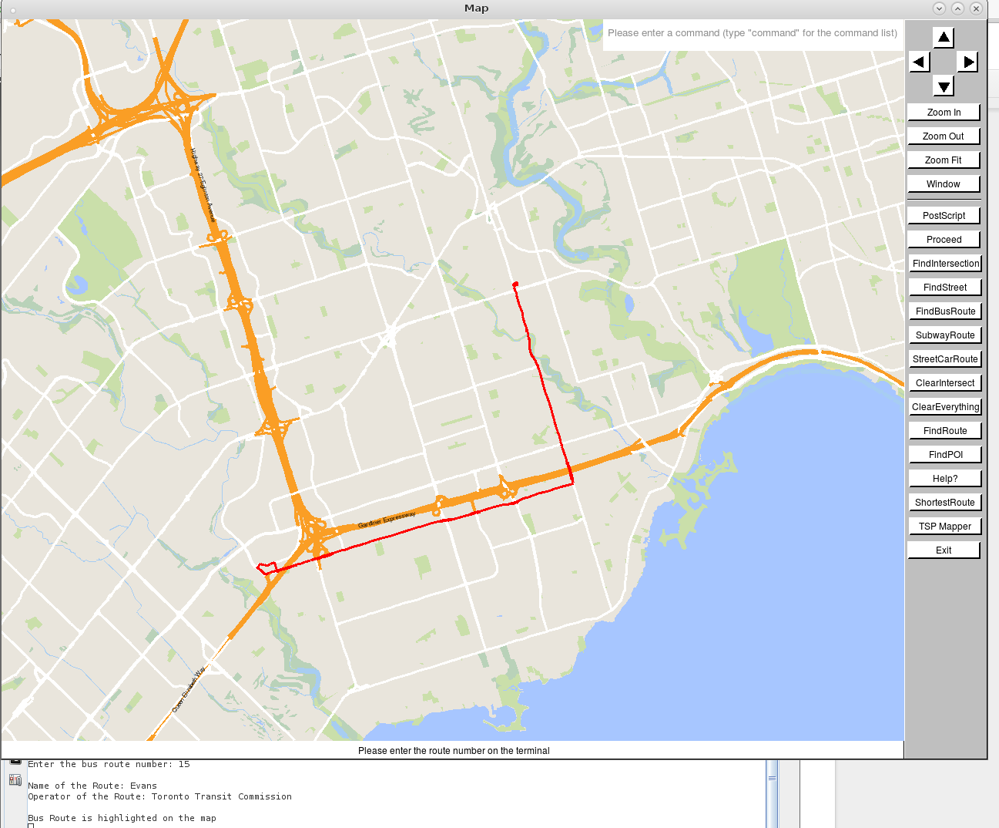 Map
Please enter a command (type "command" for the command list)
Zoom In
Zoom Out
Zoom Fit
Window
PostScript
Proceed
FindIntersection
FindStreet
FindBusRoute
SubwayRoute
StreetCarRoute
ClearIntersect
ClearEverything
FindRoute
FindPOI
Help?
ShortestRoute
TSP Mapper
Exit
Highway 27/Eglinton Avenue
Gardiner Expressway
Queen Elizabeth Way
Please enter the route number on the terminal
Enter the bus route number: 15
Name of the Route: Evans
Operator of the Route: Toronto Transit Commission
Bus Route is highlighted on the map